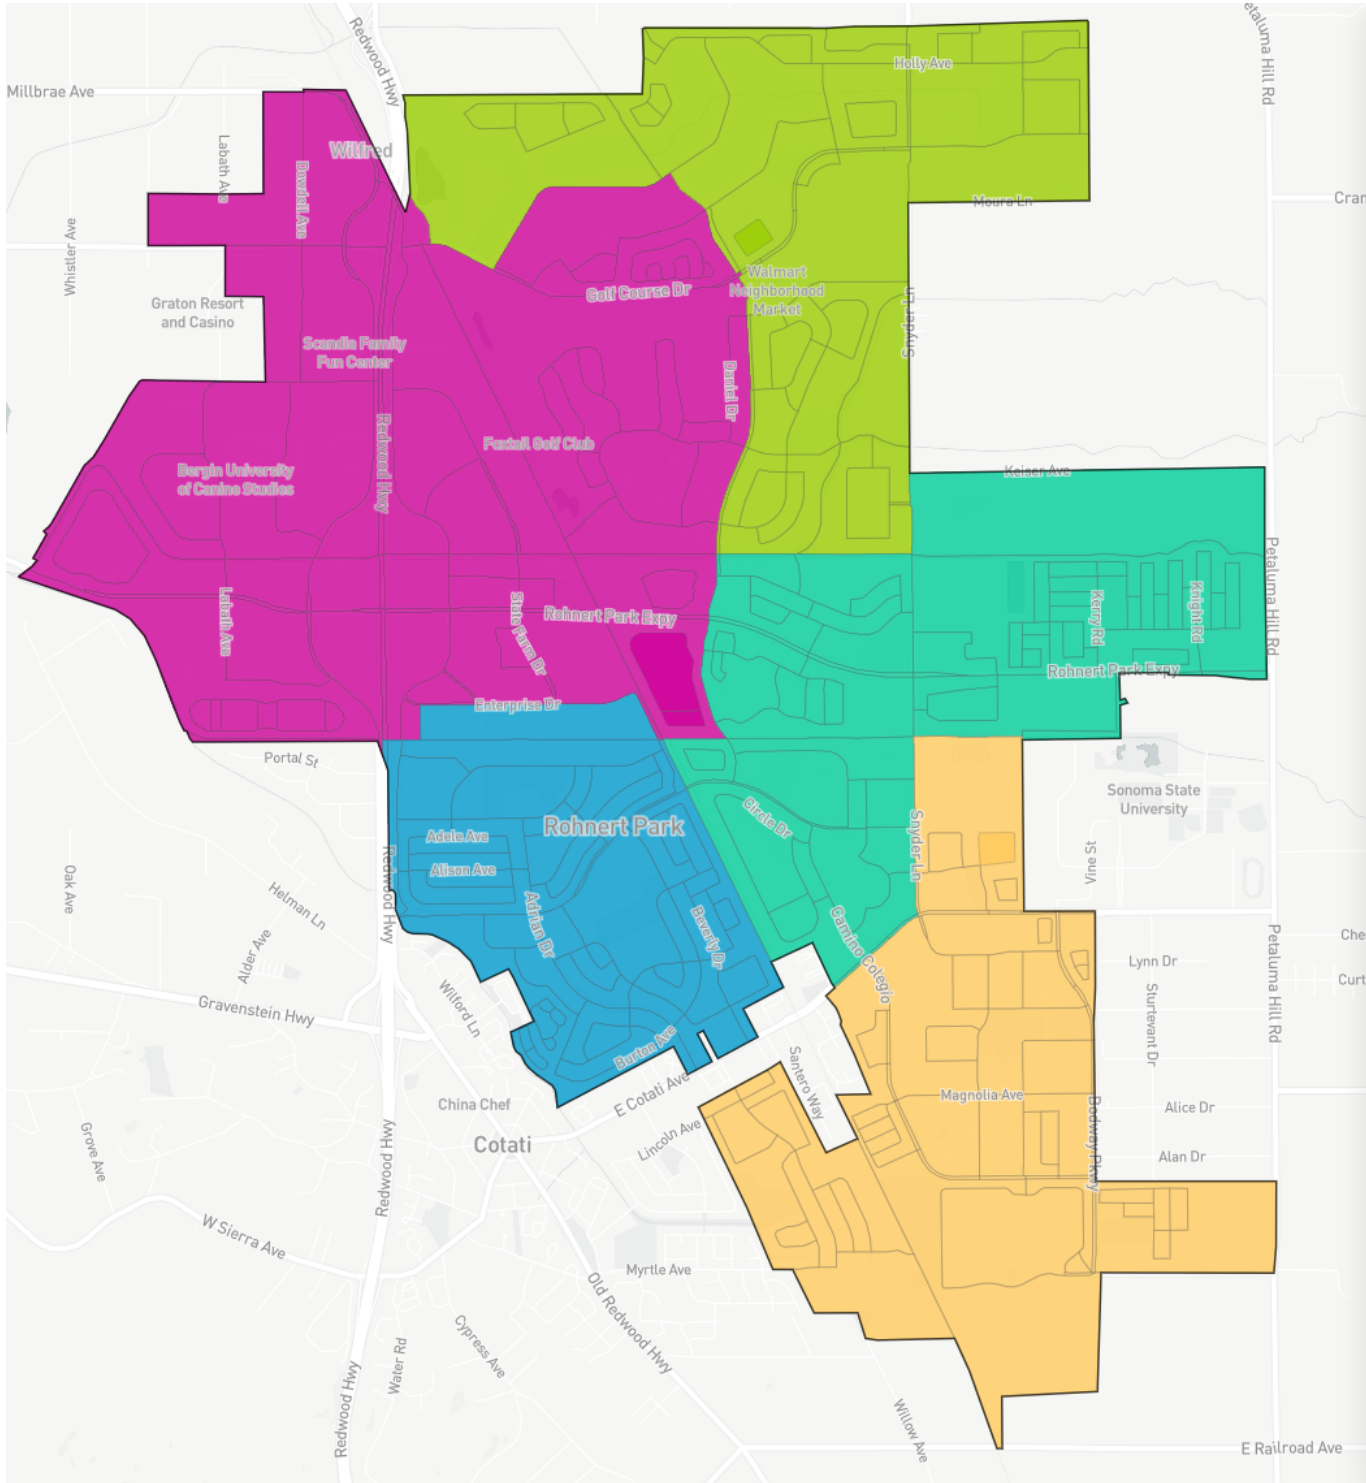 Redwood Hwy
etaluma Hill Rd
Holly Ave
Millbrae Ave
Wilfred
Labath Ave
Dowdell Ave
Cran
Moura Ln
Whistler Ave
Walmart
Neighborhood
Market
Golf Course Dr
Graton Resort
and Casino
Snyder Ln
Scandia Family
Fun Center
Daniel Dr
Redwood Hwy
Foxtail Golf Club
Bergin University
of Canine Studies
Keiser Ave
Petaluma Hill Rd
Labath Ave
State Farm Dr
Rohnert Park Expy
Kerry Rd
Knight Rd
Rohnert Park Expy
Enterprise Dr
Portal St
Sonoma State
University
Circle Dr
Rohnert Park
Adele Ave
Alison Ave
Snyder Ln
Vine St
Oak Ave
Helman Ln
Redwood Hwy
Adrian Dr
Beverly Dr
Camino Colegio
Petaluma Hill Rd
Che
Alder Ave
Lynn Dr
Curt
Gravenstein Hwy
Wilford Ln
Sturtevant Dr
Burton Ave
Santero Way
E Cotati Ave
Magnolia Ave
China Chef
Alice Dr
Lincoln Ave
Cotati
Bodway Pkwy
Grove Ave
Redwood Hwy
Alan Dr
W Sierra Ave
Myrtle Ave
Old Redwood Hwy
Cypress Ave
Water Rd
Redwood Hwy
Willow Ave
E Railroad Ave